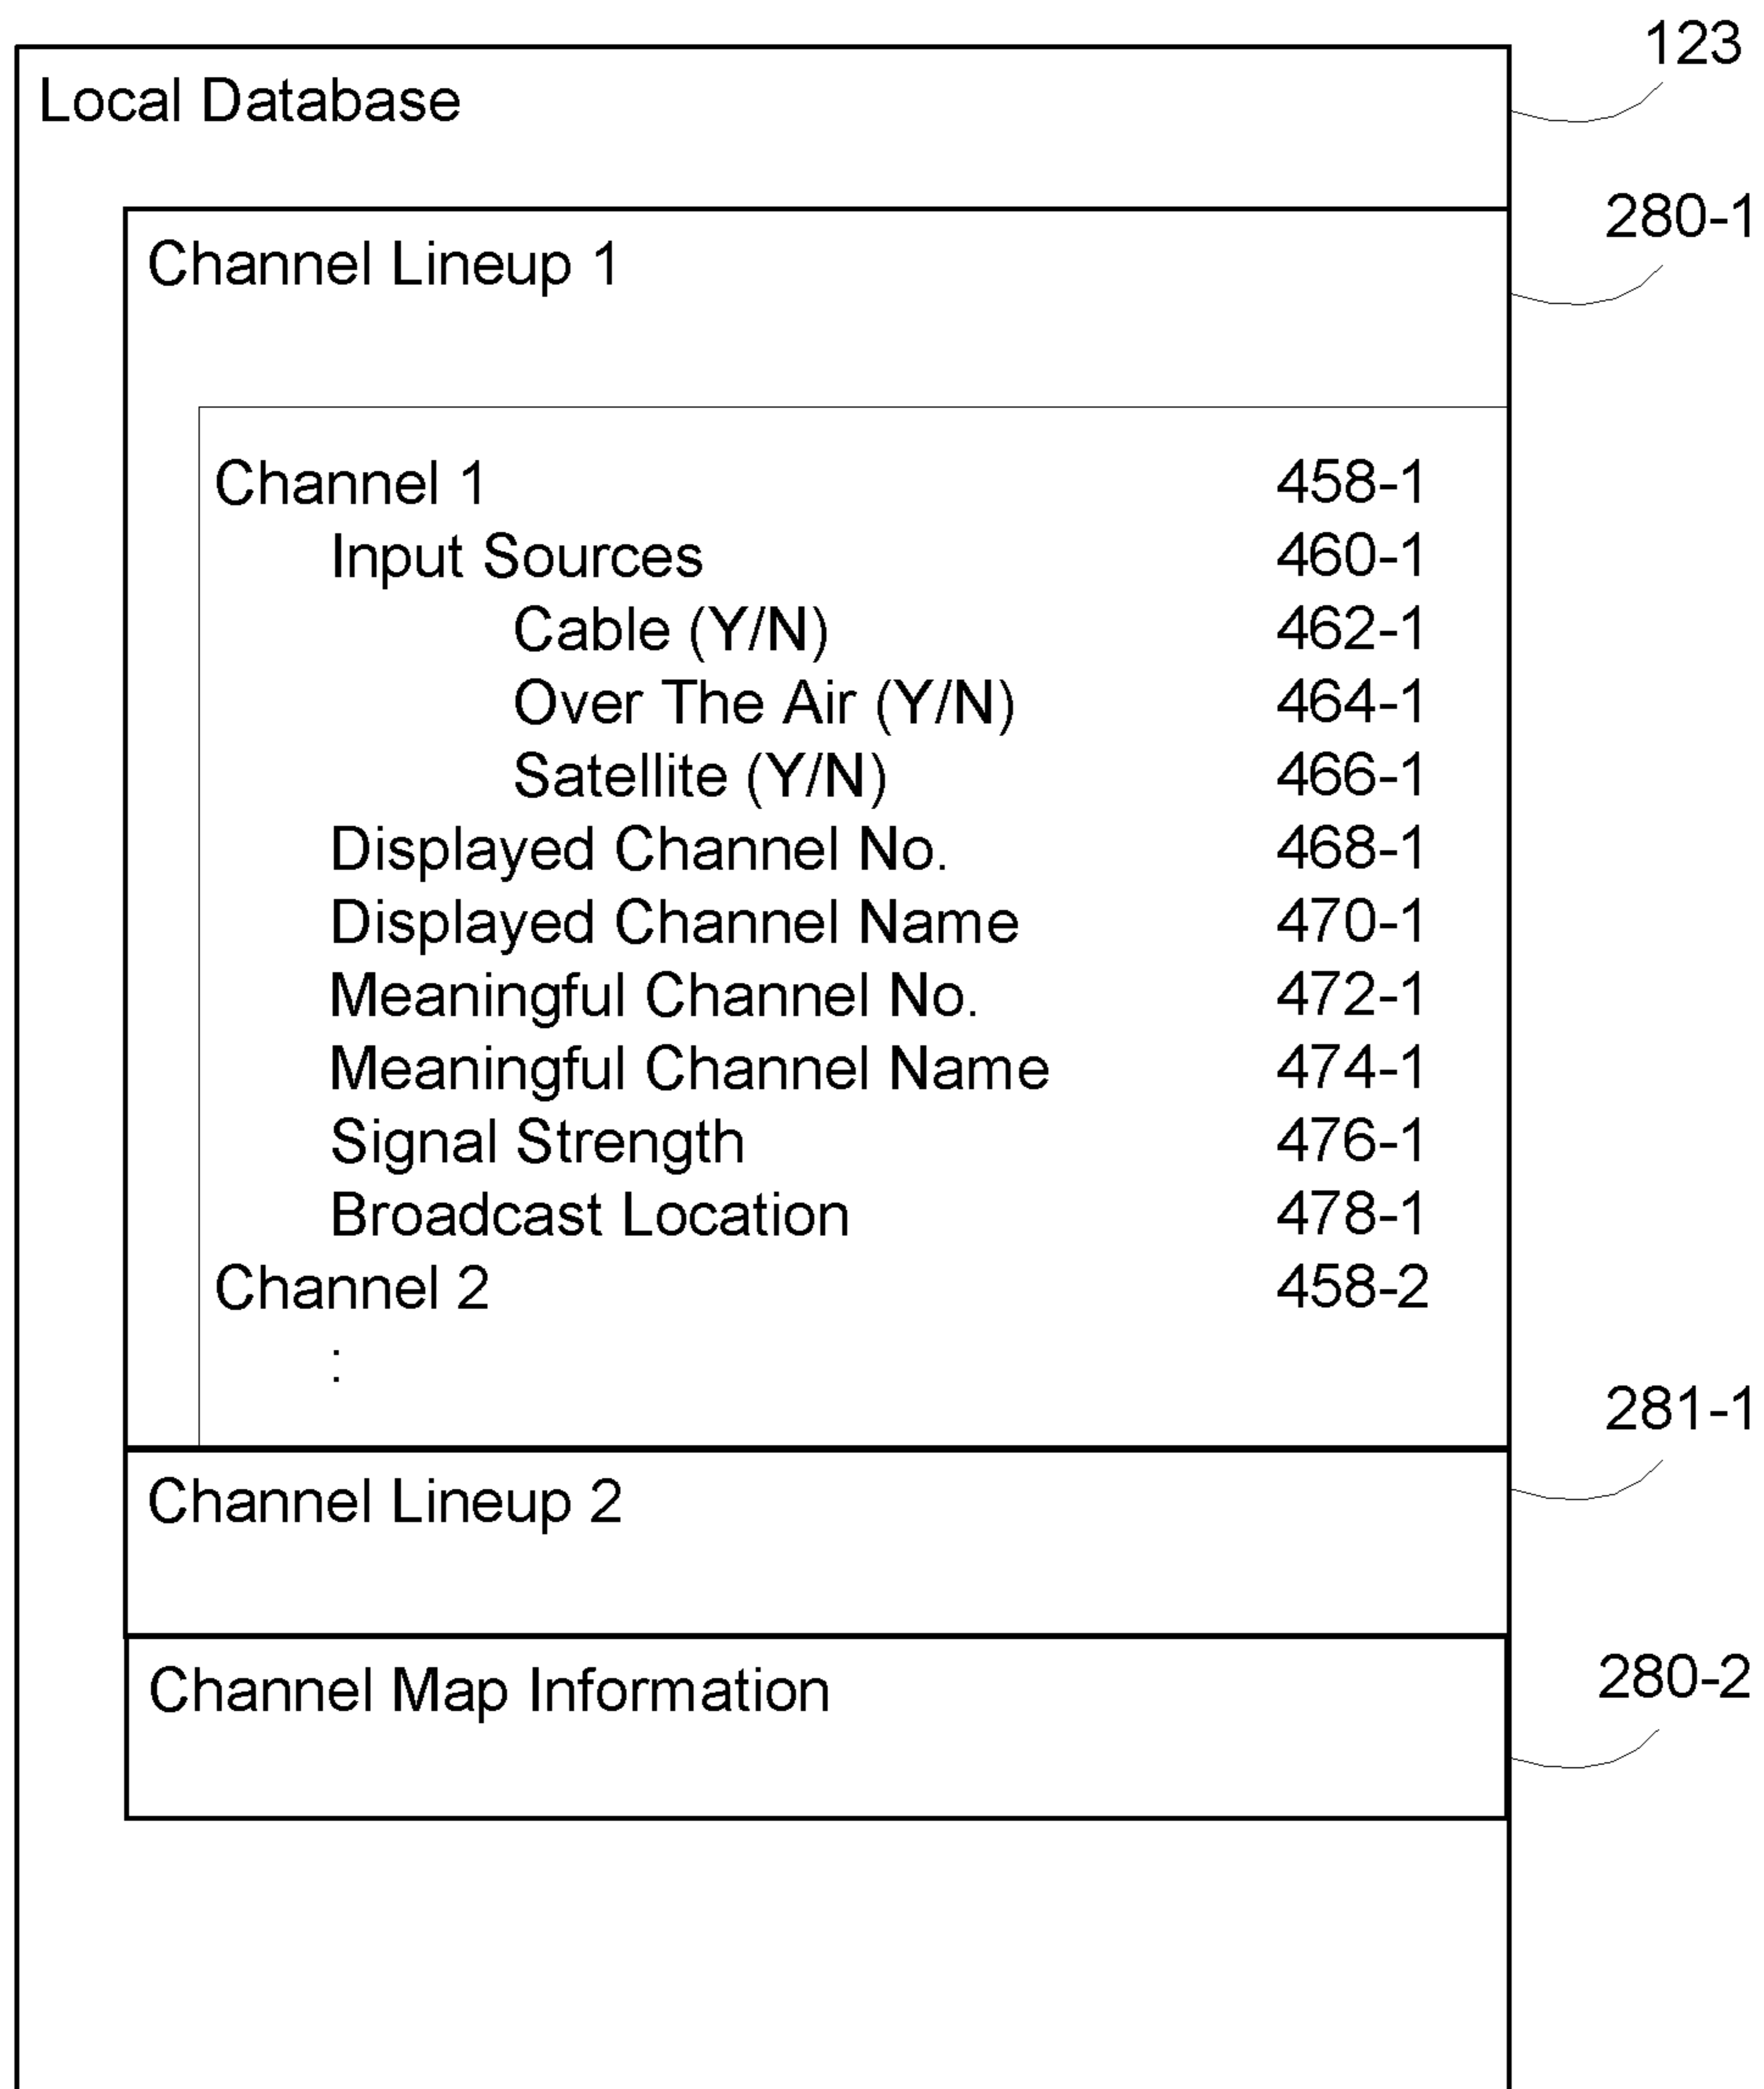 123
Local Database
280-1
Channel Lineup 1
Channel 1 458-1
Input Sources 460-1
Cable (Y/N) 462-1
Over The Air (Y/N) 464-1
Satellite (Y/N) 466-1
Displayed Channel No. 468-1
Displayed Channel Name 470-1
Meaningful Channel No. 472-1
Meaningful Channel Name 474-1
Signal Strength 476-1
Broadcast Location 478-1
Channel 2 458-2
:
281-1
Channel Lineup 2
280-2
Channel Map Information